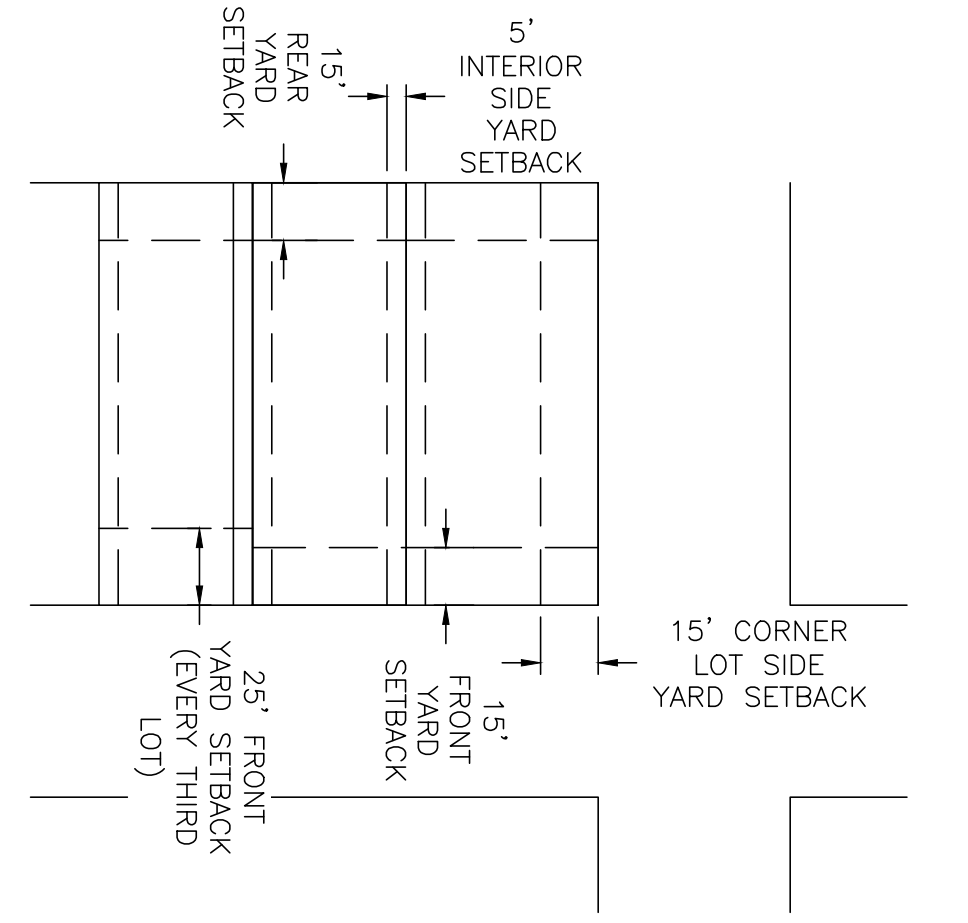 15'
REAR
YARD
SETBACK
5'
INTERIOR
SIDE
YARD
SETBACK
15' CORNER
LOT SIDE
YARD SETBACK
15'
FRONT
YARD
SETBACK
25' FRONT
YARD SETBACK
(EVERY THIRD
LOT)